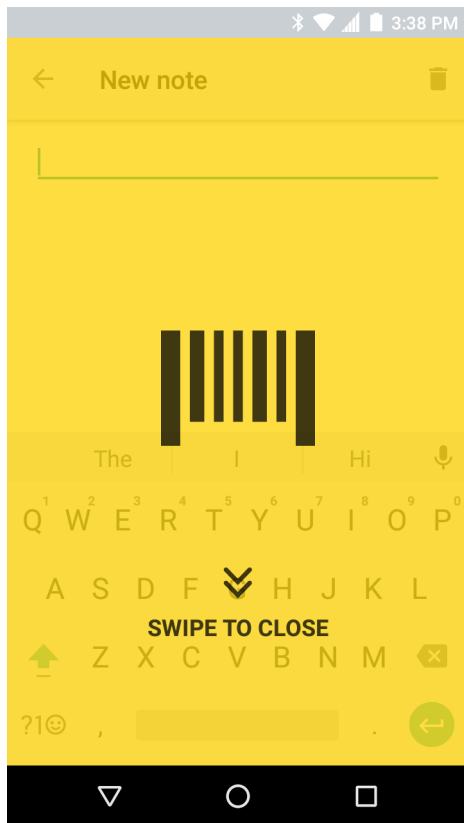 3:38 PM
New note
The I Hi
1 2 3 4 5 6 7 8 9 0
Q W E R T Y U I O P
A S D F G H J K L
SWIPE TO CLOSE
Z X C V B N M
?1☺ , .